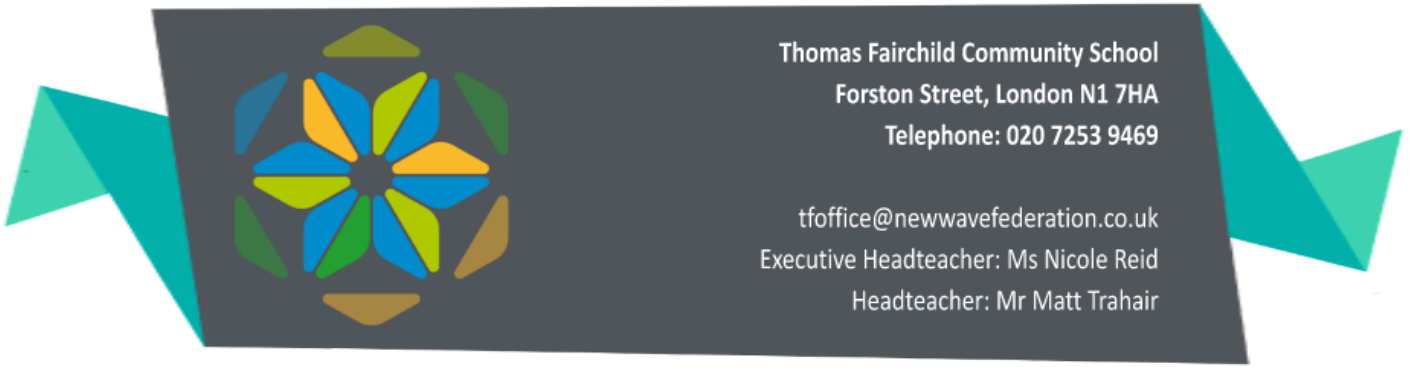 Thomas Fairchild Community School
Forston Street, London N1 7HA
Telephone: 020 7253 9469
tfoffice@newwavefederation.co.uk
Executive Headteacher: Ms Nicole Reid
Headteacher: Mr Matt Trahair